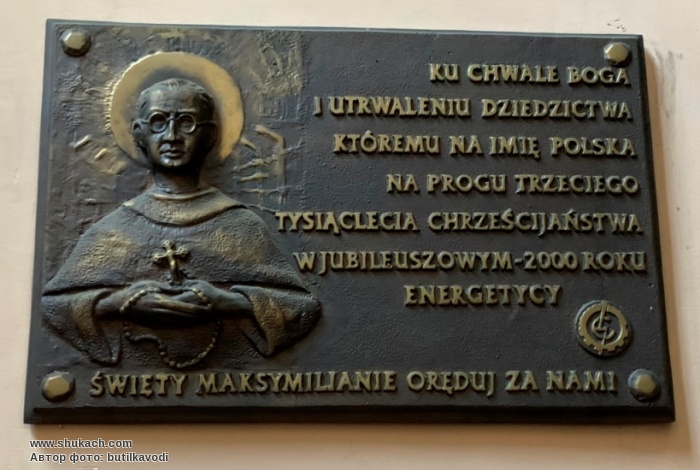 KU CHWALE BOGA
I UTRWALENIU DZIEDZICTWA
KTÓREMU NA IMIĘ POLSKA
NA PROGU TRZECIEGO
TYSIĄCLECIA CHRZEŚCIJAŃSTWA
W JUBILEUSZOWYM-2000 ROKU
ENERGETYCY
ŚWIĘTY MAKSYMILIANIE ORĘDUJ ZA NAMI
www.shukach.com
Автор фото: butilkavodi